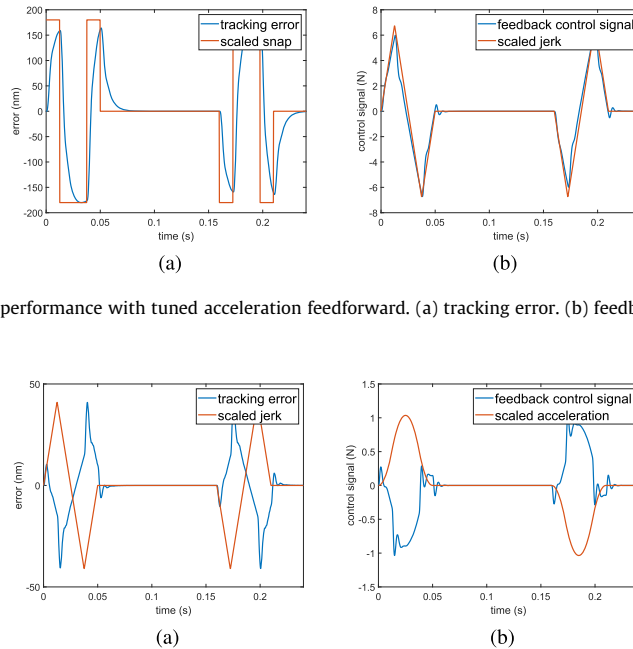 200
150
100
50
0
-50
-100
-150
-200
0
0.05
0.1
0.15
0.2
error (nm)
time (s)
tracking error
scaled snap
(a)
8
6
4
2
0
-2
-4
-6
-8
0
0.05
0.1
0.15
0.2
control signal (N)
time (s)
feedback control signal
scaled jerk
(b)
performance with tuned acceleration feedforward. (a) tracking error. (b) feedb
50
0
-50
0
0.05
0.1
0.15
0.2
error (nm)
time (s)
tracking error
scaled jerk
(a)
1.5
1
0.5
0
-0.5
-1
-1.5
0
0.05
0.1
0.15
0.2
control signal (N)
time (s)
feedback control signal
scaled acceleration
(b)